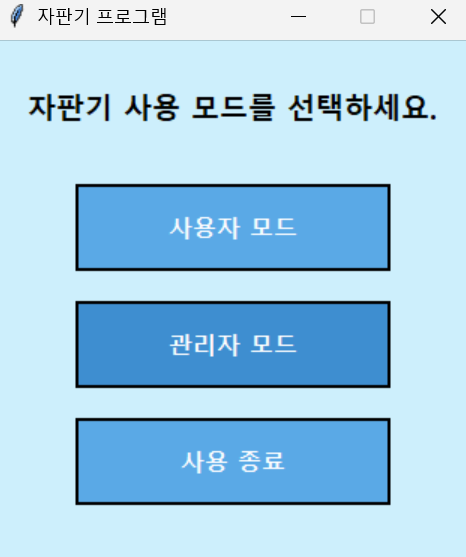 자판기 프로그램
자판기 사용 모드를 선택하세요.
사용자 모드
관리자 모드
사용 종료